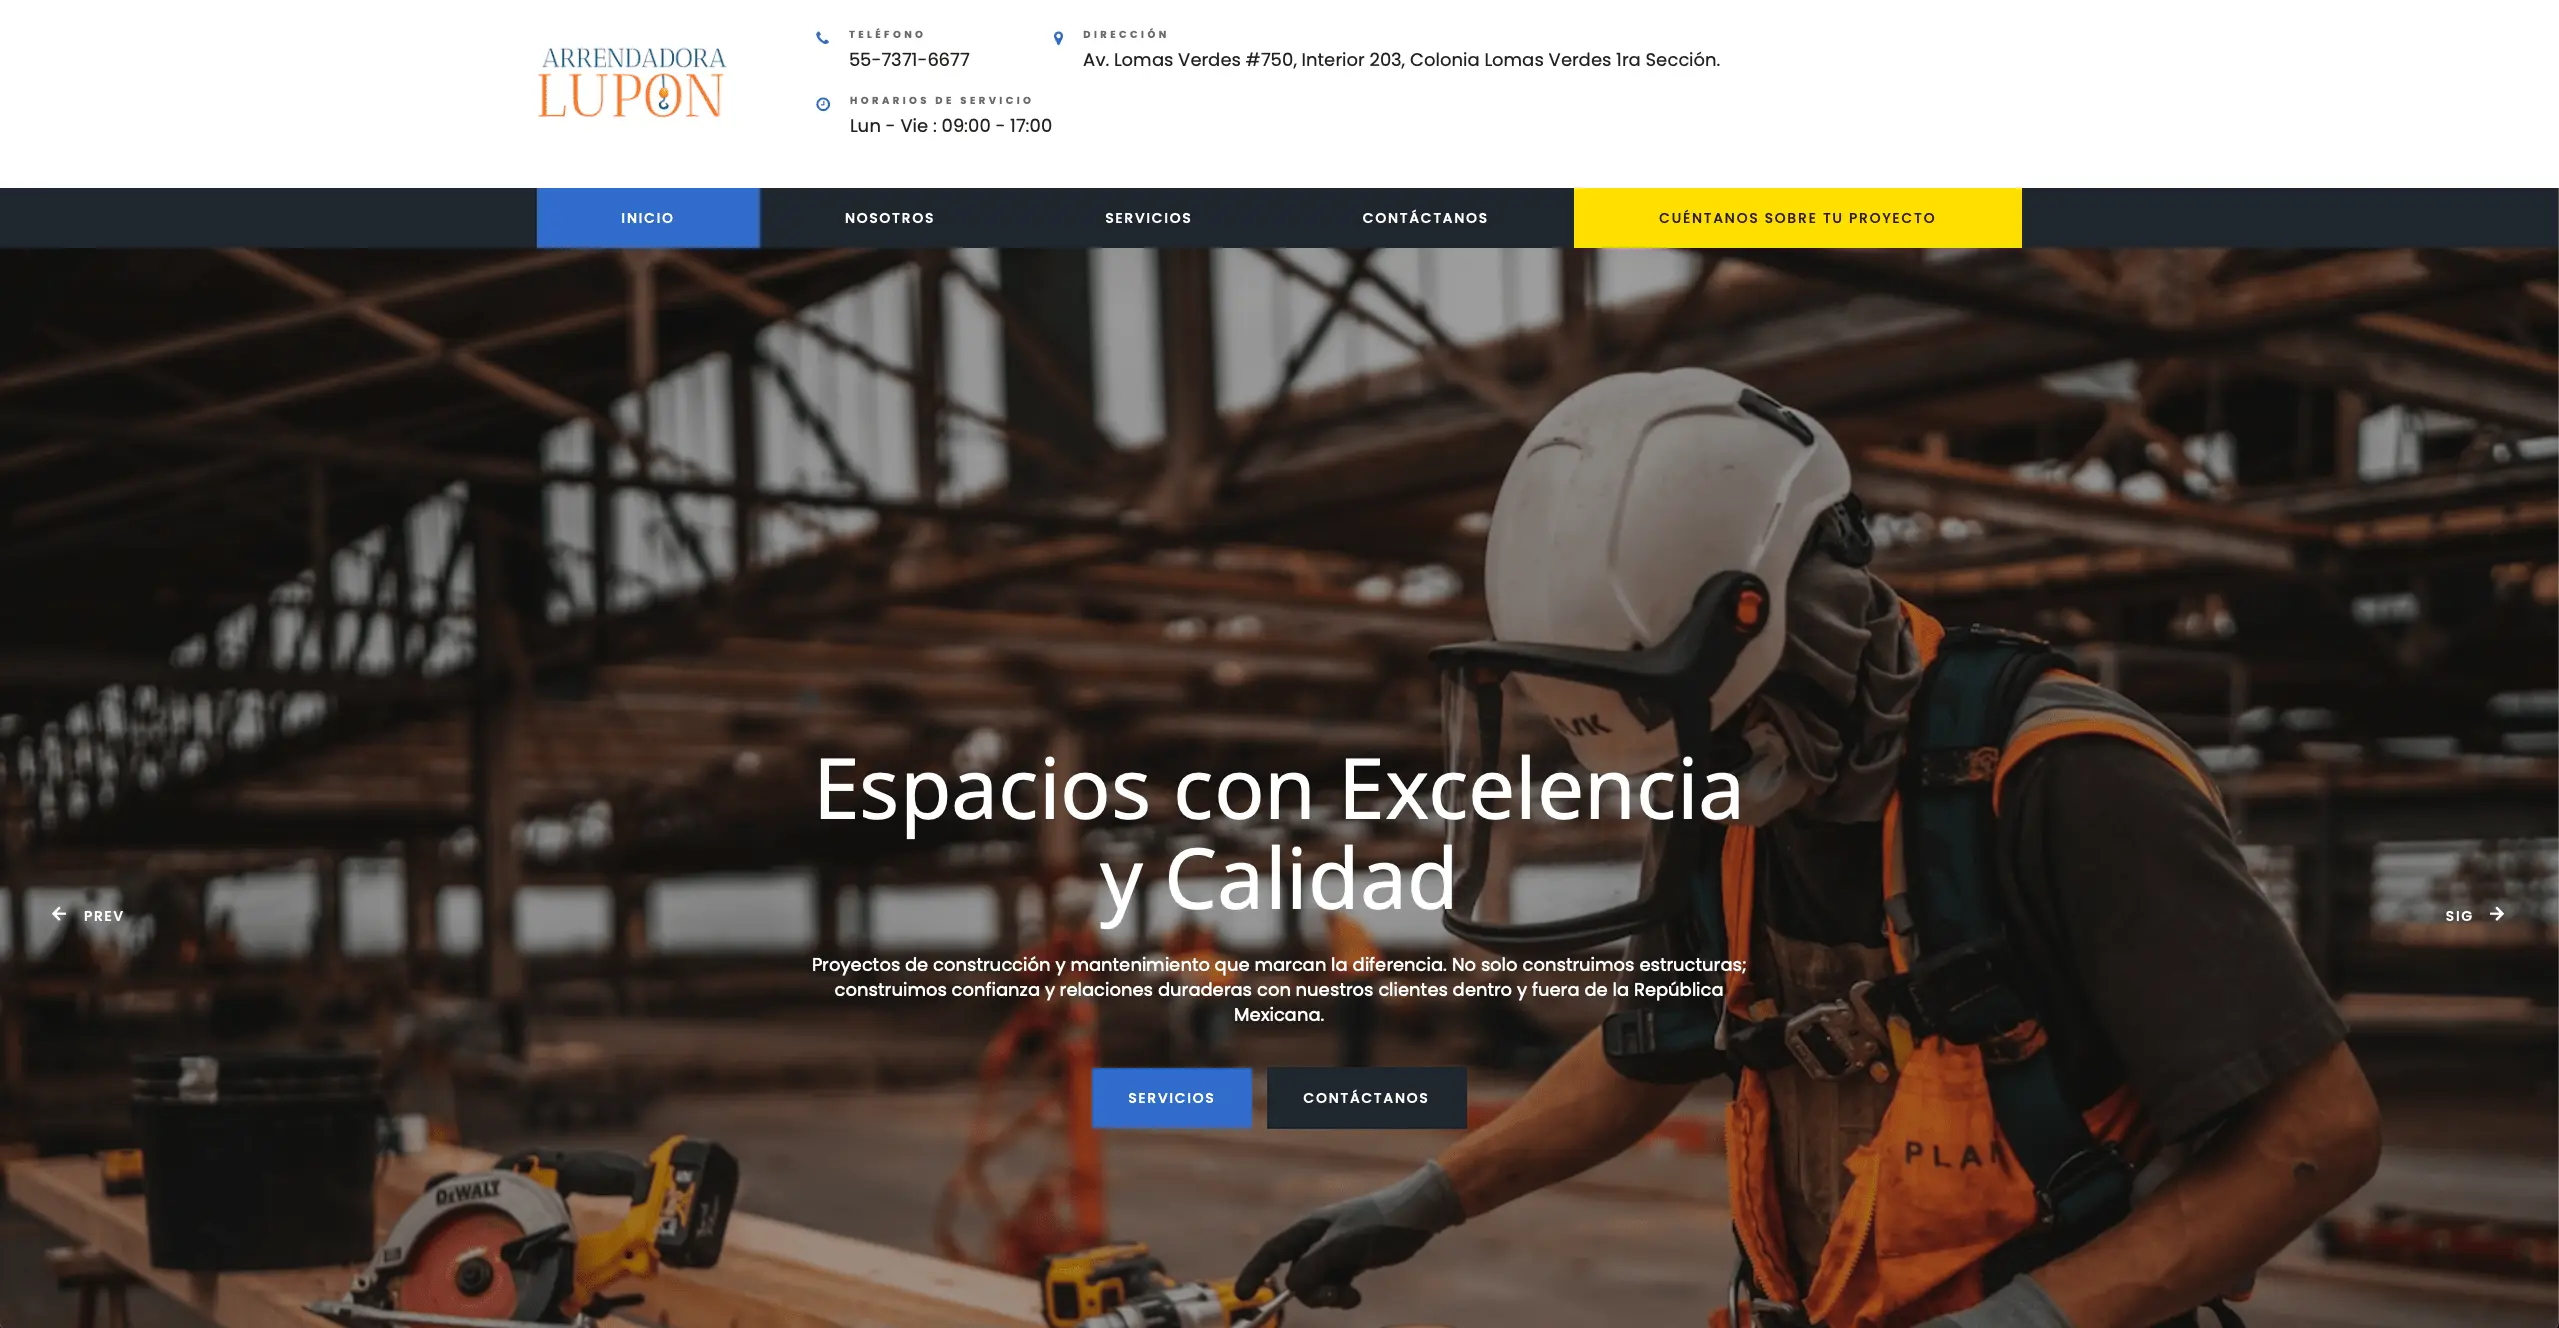 ARRENDADORA
LUPON
TELÉFONO
55-7371-6677
DIRECCIÓN
Av. Lomas Verdes #750, Interior 203, Colonia Lomas Verdes 1ra Sección.
HORARIOS DE SERVICIO
Lun - Vie : 09:00 - 17:00
INICIO
NOSOTROS
SERVICIOS
CONTÁCTANOS
CUÉNTANOS SOBRE TU PROYECTO
Espacios con Excelencia
y Calidad
PREV
SIG
Proyectos de construcción y mantenimiento que marcan la diferencia. No solo construimos estructuras;
construimos confianza y relaciones duraderas con nuestros clientes dentro y fuera de la República
Mexicana.
SERVICIOS
CONTÁCTANOS
DEWALT
PLAN